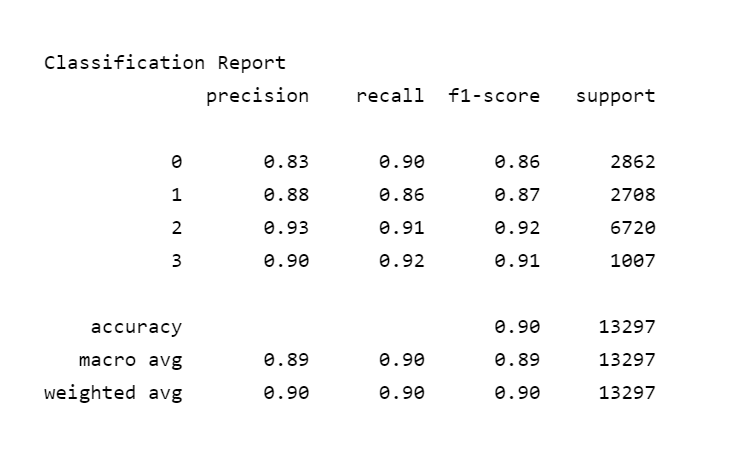 Classification Report
precision recall f1-score support
0 0.83 0.90 0.86 2862
1 0.88 0.86 0.87 2708
2 0.93 0.91 0.92 6720
3 0.90 0.92 0.91 1007
accuracy 0.90 13297
macro avg 0.89 0.90 0.89 13297
weighted avg 0.90 0.90 0.90 13297